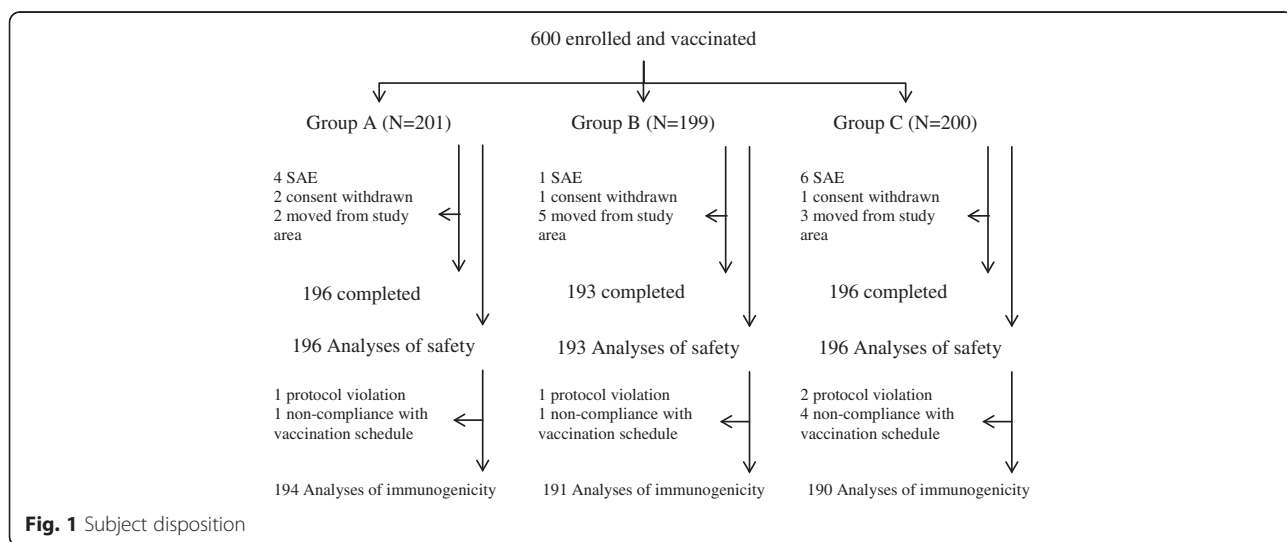 600 enrolled and vaccinated
Group A (N=201)
Group B (N=199)
Group C (N=200)
4 SAE
2 consent withdrawn
2 moved from study
area
1 SAE
1 consent withdrawn
5 moved from study
area
6 SAE
1 consent withdrawn
3 moved from study
area
196 completed
193 completed
196 completed
196 Analyses of safety
193 Analyses of safety
196 Analyses of safety
1 protocol violation
1 non-compliance with
vaccination schedule
1 protocol violation
1 non-compliance with
vaccination schedule
2 protocol violation
4 non-compliance with
vaccination schedule
194 Analyses of immunogenicity
191 Analyses of immunogenicity
190 Analyses of immunogenicity
Fig. 1 Subject disposition